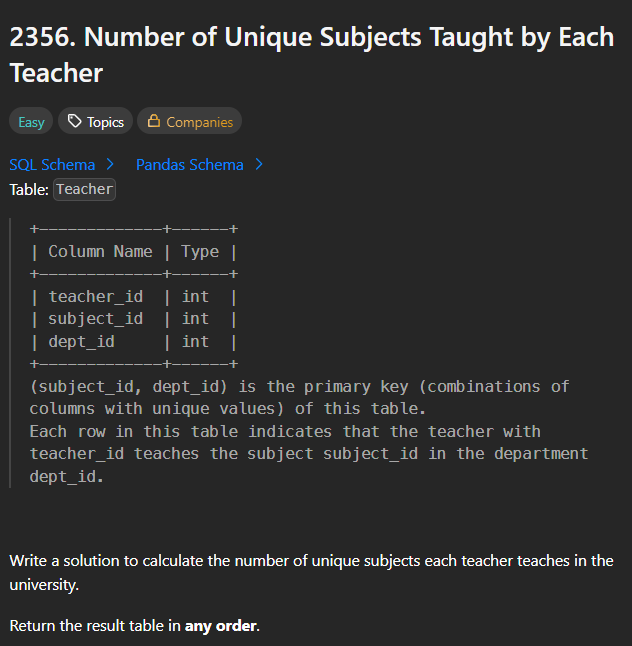 2356. Number of Unique Subjects Taught by Each
Teacher
Easy Topics Companies
SQL Schema > Pandas Schema >
Table: Teacher
+-------------+------+
| Column Name | Type |
+-------------+------+
| teacher_id  | int  |
| subject_id  | int  |
| dept_id     | int  |
+-------------+------+
(subject_id, dept_id) is the primary key (combinations of
columns with unique values) of this table.
Each row in this table indicates that the teacher with
teacher_id teaches the subject subject_id in the department
dept_id.
Write a solution to calculate the number of unique subjects each teacher teaches in the
university.
Return the result table in any order.